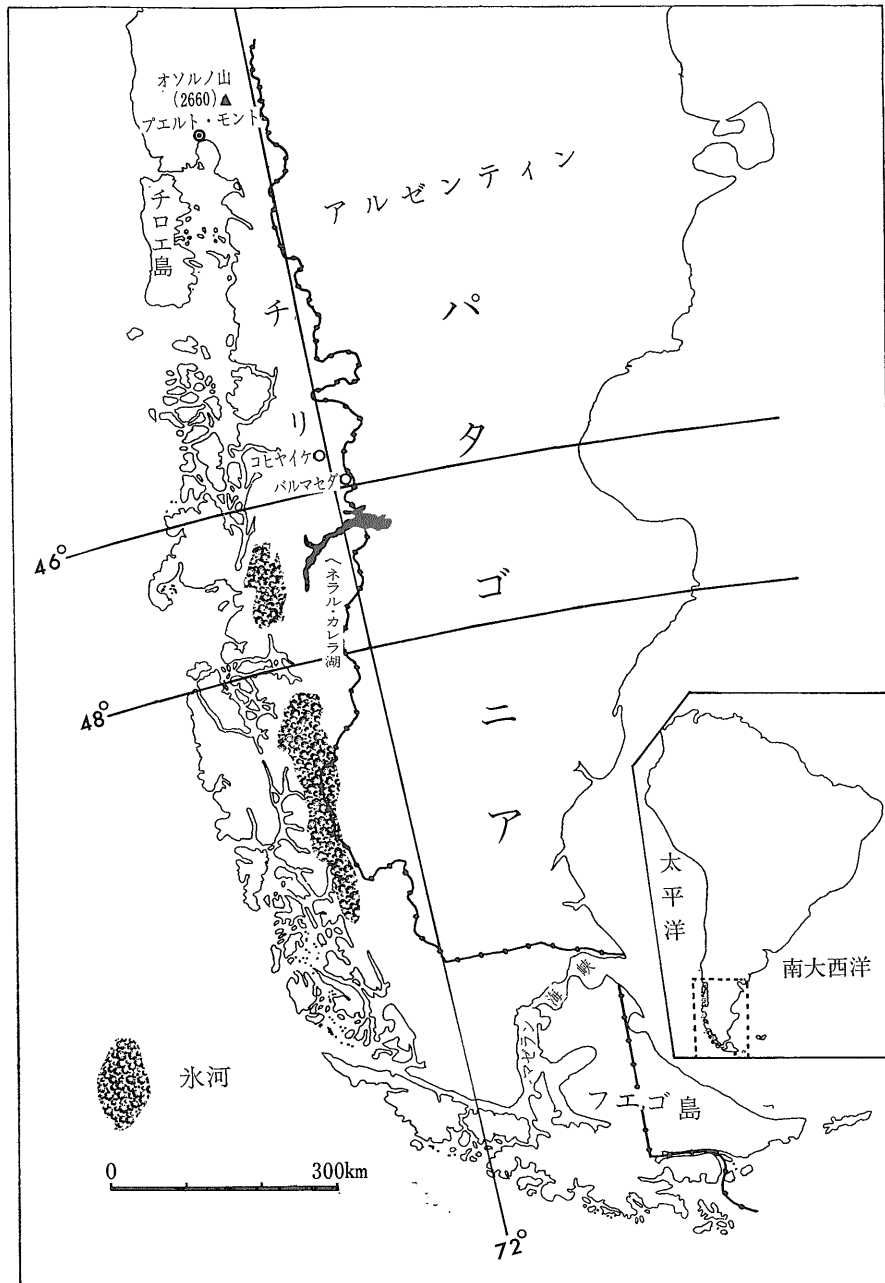 オソルノ山
(2660)▲
プエルト・モント
アルゼンティン
チロエ島
チリ
パタゴニア
コヒヤイケ
バルマセダ
46°
ヘネラル・カレラ湖
48°
太平洋
南大西洋
マゼラン海峡
氷河
フエゴ島
0 300km
72°